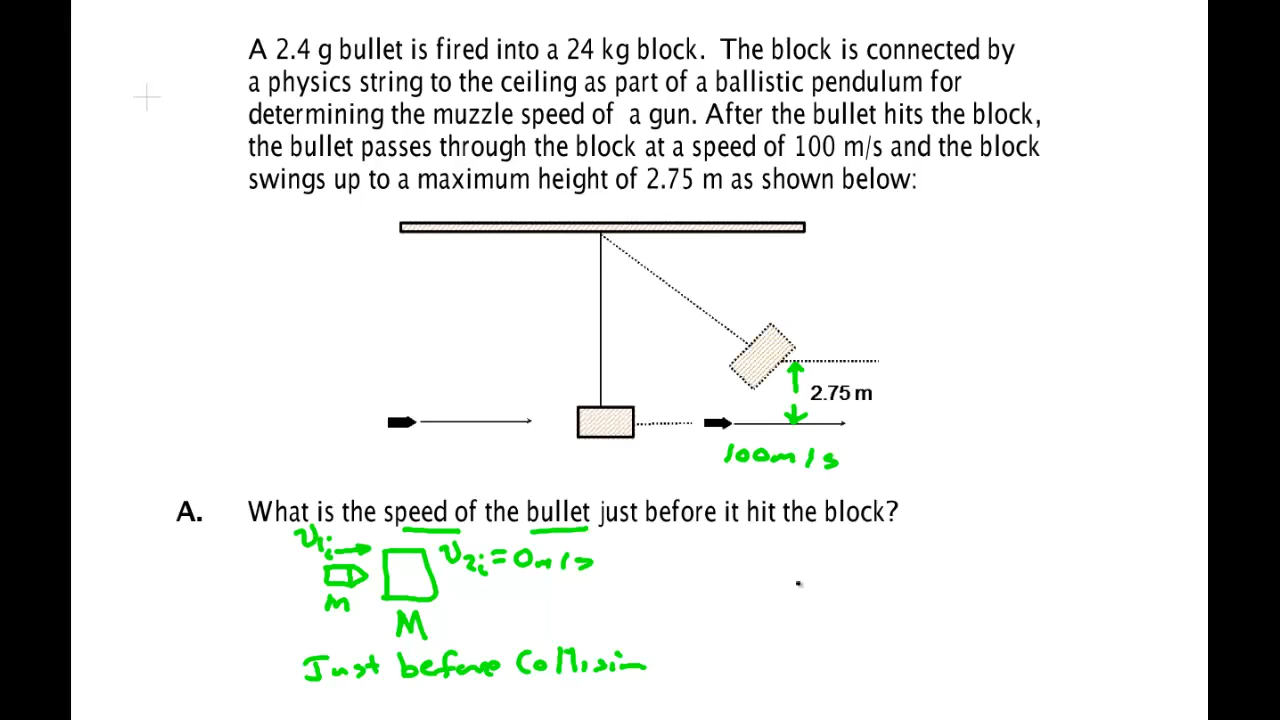 A 2.4 g bullet is fired into a 24 kg block. The block is connected by
a physics string to the ceiling as part of a ballistic pendulum for
determining the muzzle speed of a gun. After the bullet hits the block,
the bullet passes through the block at a speed of 100 m/s and the block
swings up to a maximum height of 2.75 m as shown below:
2.75 m
100m/s
A. What is the speed of the bullet just before it hit the block?
v1i
v2i = 0m/s
m
M
Just before Collision